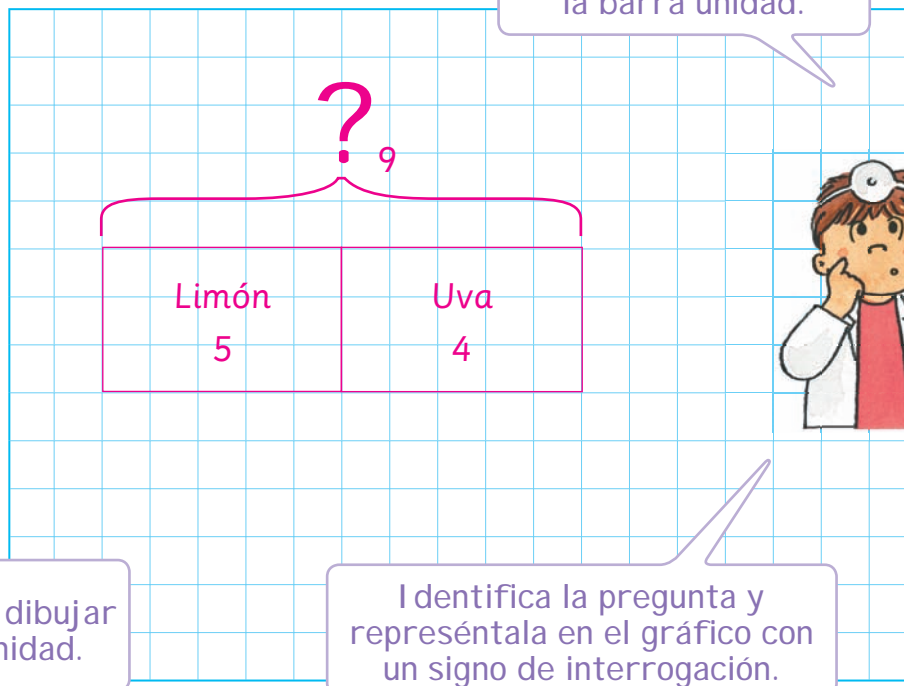 la barra unidad.
?
9
Limón
Uva
5
4
dibujar
Identifica la pregunta y
represéntala en el gráfico con
un signo de interrogación.